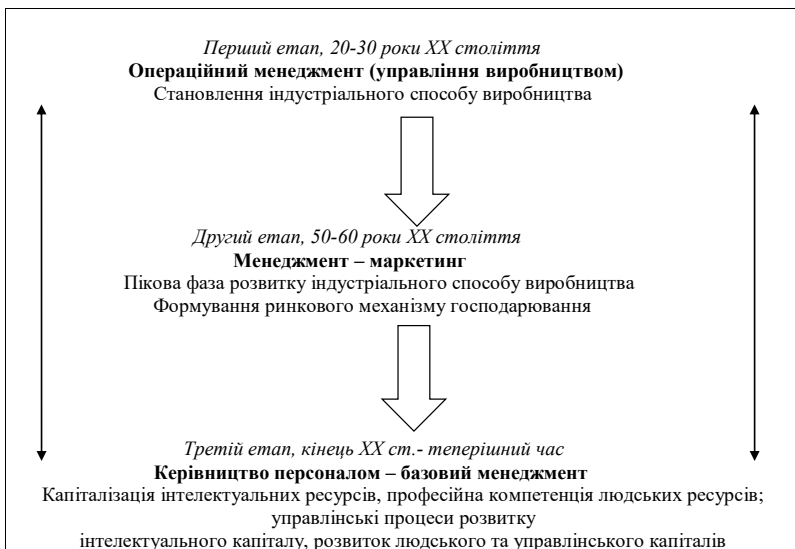 Перший етап, 20-30 роки XX століття
Операційний менеджмент (управління виробництвом)
Становлення індустріального способу виробництва
Другий етап, 50-60 роки XX століття
Менеджмент – маркетинг
Пікова фаза розвитку індустріального способу виробництва
Формування ринкового механізму господарювання
Третій етап, кінець XX ст.- теперішний час
Керівництво персоналом – базовий менеджмент
Капіталізація інтелектуальних ресурсів, професійна компетенція людських ресурсів;
управлінські процеси розвитку
інтелектуального капіталу, розвиток людського та управлінського капіталів